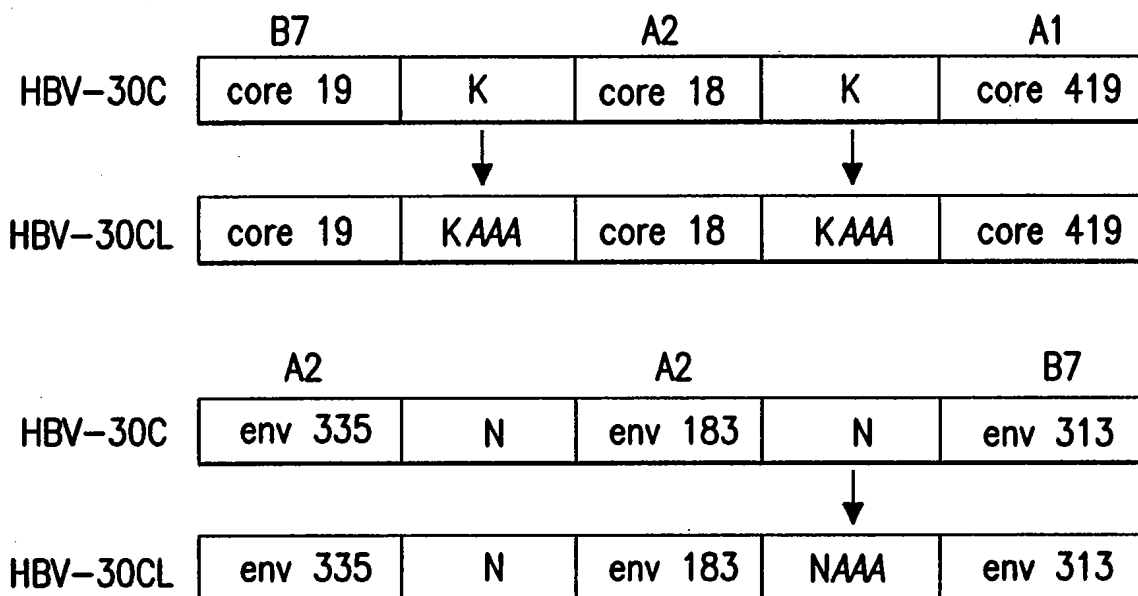 B7 A2 A1
HBV-30C core 19 K core 18 K core 419
HBV-30CL core 19 KAAA core 18 KAAA core 419
A2 A2 B7
HBV-30C env 335 N env 183 N env 313
HBV-30CL env 335 N env 183 NAAA env 313